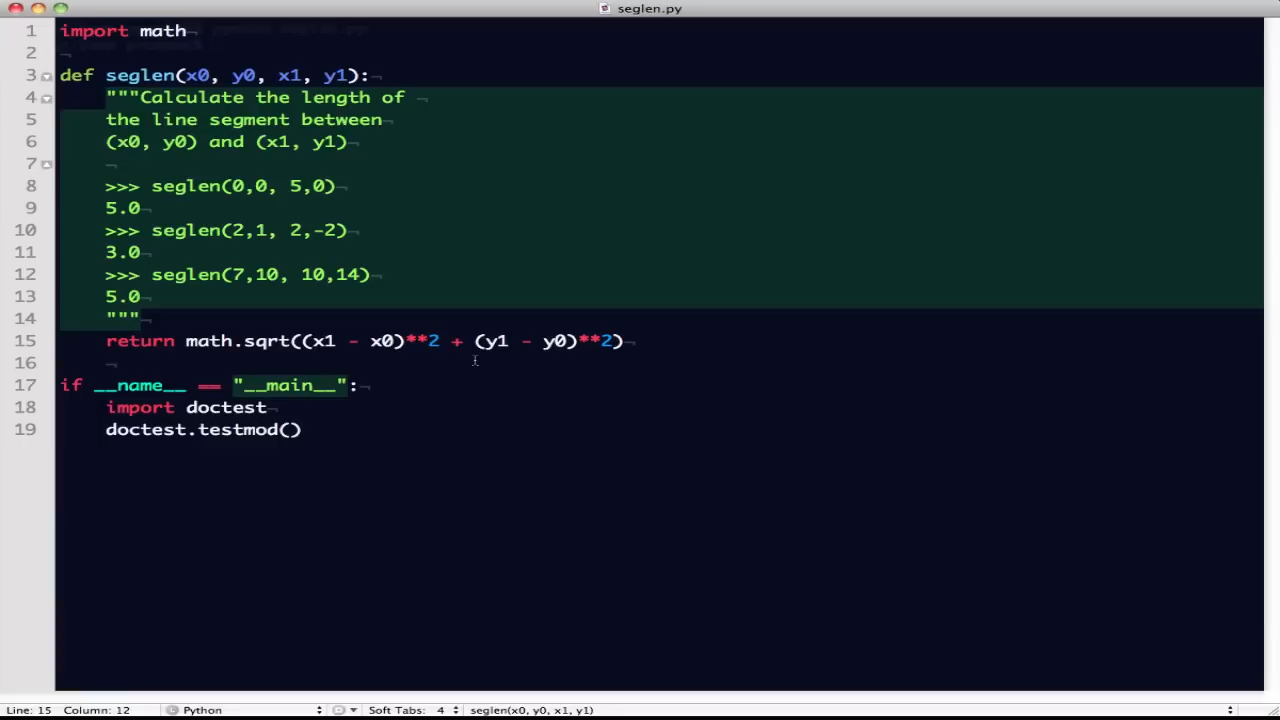 seglen.py
1 import math¬
2 ¬
3 def seglen(x0, y0, x1, y1):¬
4     """Calculate the length of ¬
5     the line segment between¬
6     (x0, y0) and (x1, y1)¬
7     ¬
8     >>> seglen(0,0, 5,0)¬
9     5.0¬
10     >>> seglen(2,1, 2,-2)¬
11     3.0¬
12     >>> seglen(7,10, 10,14)¬
13     5.0¬
14     """¬
15     return math.sqrt((x1 - x0)**2 + (y1 - y0)**2)¬
16     ¬
17 if __name__ == "__main__":¬
18     import doctest¬
19     doctest.testmod()
Line: 15 Column: 12 Python Soft Tabs: 4 seglen(x0, y0, x1, y1)